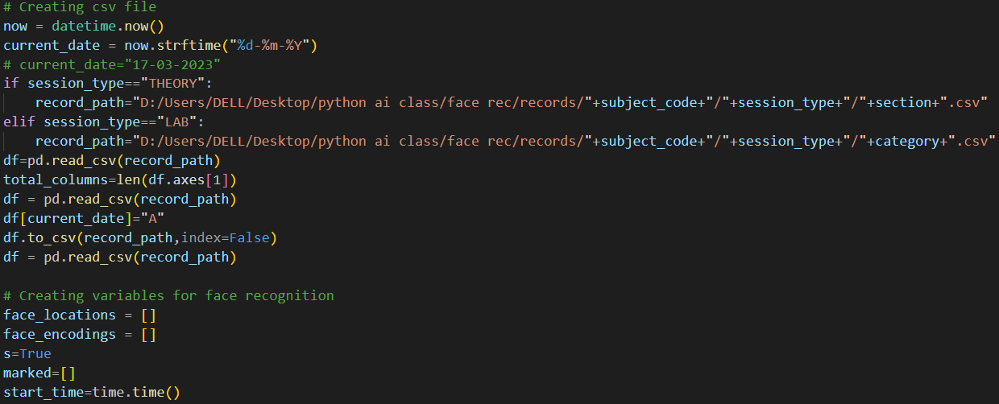 # Creating csv file
now = datetime.now()
current_date = now.strftime("%d-%m-%Y")
# current_date="17-03-2023"
if session_type=="THEORY":
    record_path="D:/Users/DELL/Desktop/python ai class/face rec/records/"+subject_code+"/"+session_type+"/"+section+".csv"
elif session_type=="LAB":
    record_path="D:/Users/DELL/Desktop/python ai class/face rec/records/"+subject_code+"/"+session_type+"/"+category+".csv"
df=pd.read_csv(record_path)
total_columns=len(df.axes[1])
df = pd.read_csv(record_path)
df[current_date]="A"
df.to_csv(record_path,index=False)
df = pd.read_csv(record_path)

# Creating variables for face recognition
face_locations = []
face_encodings = []
s=True
marked=[]
start_time=time.time()